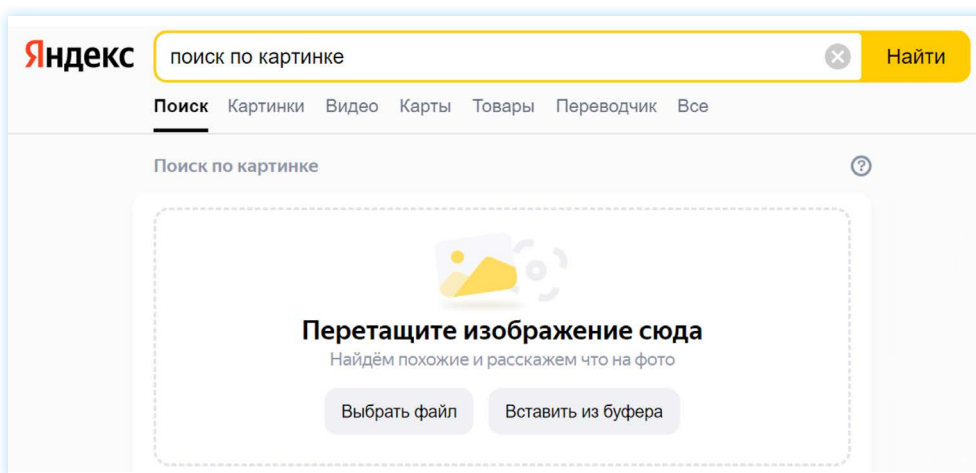 Яндекс поиск по картинке Найти
Поиск Картинки Видео Карты Товары Переводчик Все
Поиск по картинке ?
Перетащите изображение сюда
Найдём похожие и расскажем что на фото
Выбрать файл Вставить из буфера